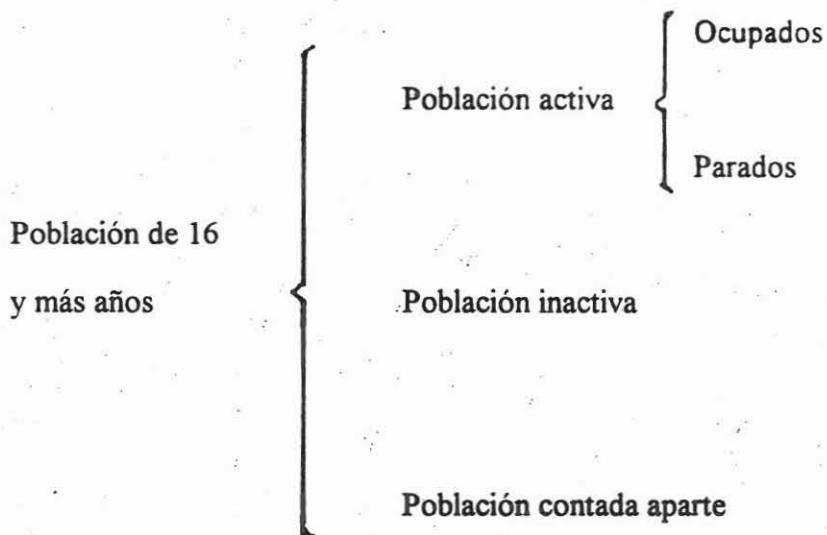 Ocupados
Población activa
Parados
Población de 16
y más años
Población inactiva
Población contada aparte